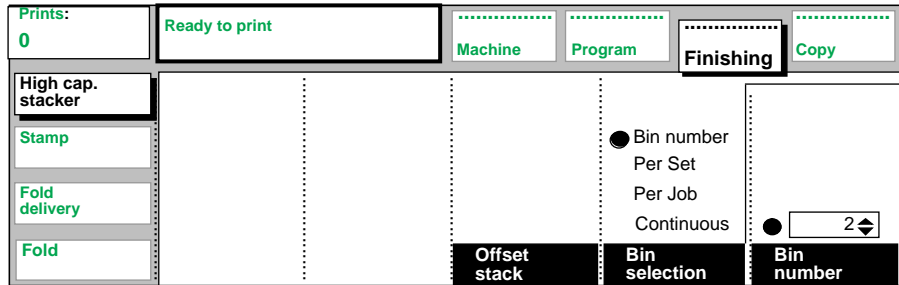 Prints:
0
Ready to print
Machine
Program
Finishing
Copy
High cap.
stacker
Stamp
Fold
delivery
Fold
Bin number
Per Set
Per Job
Continuous
2
Offset
stack
Bin
selection
Bin
number